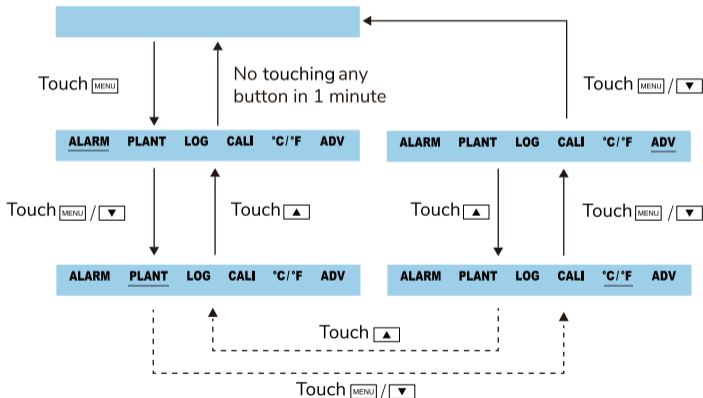 Touch MENU
No touching any
button in 1 minute
Touch MENU / ▼
ALARM PLANT LOG CALI °C/°F ADV
ALARM PLANT LOG CALI °C/°F ADV
Touch MENU / ▼
Touch ▲
Touch ▲
Touch MENU / ▼
ALARM PLANT LOG CALI °C/°F ADV
ALARM PLANT LOG CALI °C/°F ADV
Touch ▲
Touch MENU / ▼